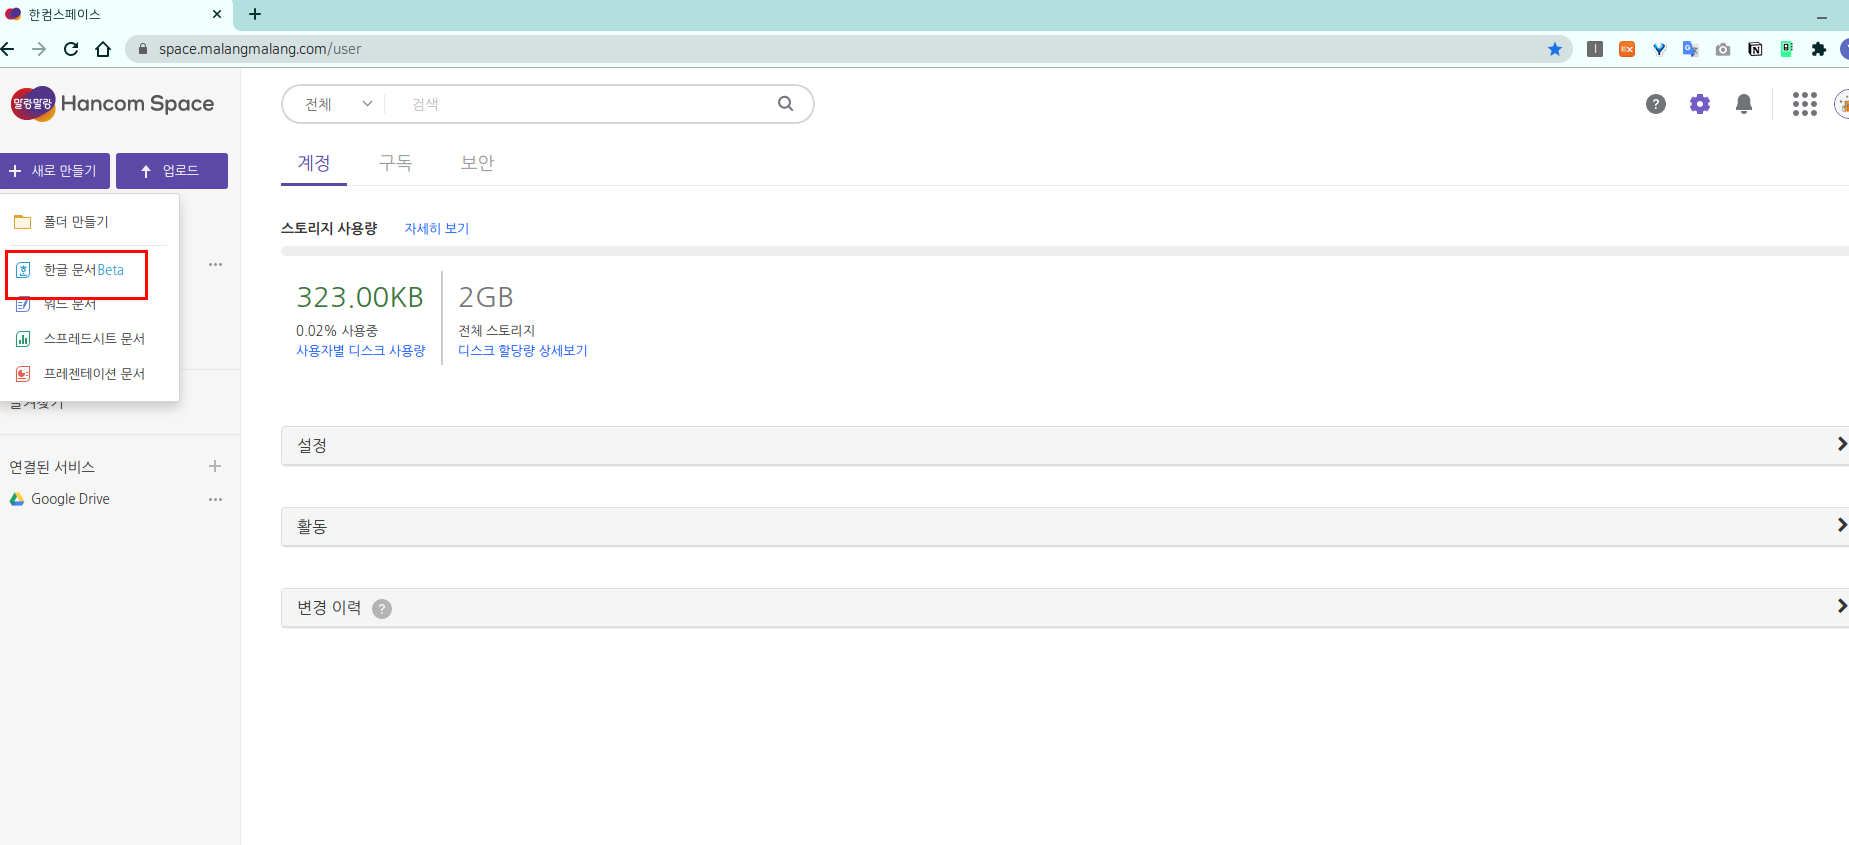 한컴스페이스
space.malangmalang.com/user
말랑말랑 Hancom Space
전체 검색
새로 만들기 업로드
계정 구독 보안
폴더 만들기
스토리지 사용량 자세히 보기
한글 문서Beta
워드 문서
323.00KB 2GB
0.02% 사용중 전체 스토리지
스프레드시트 문서
사용자별 디스크 사용량 디스크 할당량 상세보기
프레젠테이션 문서
즐겨찾기
설정
연결된 서비스
Google Drive
활동
변경 이력 ?